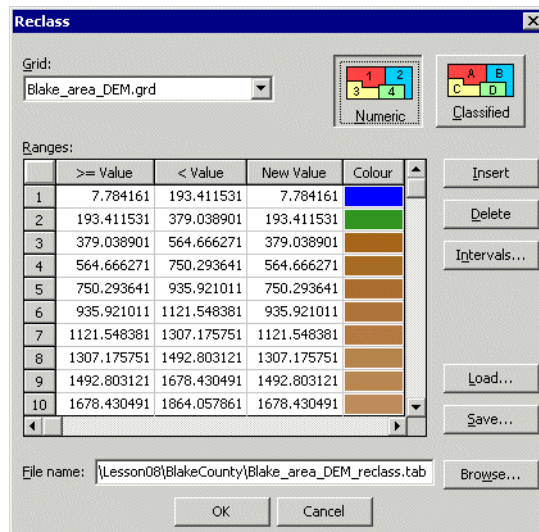 Reclass
Grid:
Blake_area_DEM.grd
1 2 3 4
Numeric
A B C D
Classified
Ranges:
>= Value < Value New Value Colour
1 7.784161 193.411531 7.784161
2 193.411531 379.038901 193.411531
3 379.038901 564.666271 379.038901
4 564.666271 750.293641 564.666271
5 750.293641 935.921011 750.293641
6 935.921011 1121.548381 935.921011
7 1121.548381 1307.175751 1121.548381
8 1307.175751 1492.803121 1307.175751
9 1492.803121 1678.430491 1492.803121
10 1678.430491 1864.057861 1678.430491
Insert
Delete
Intervals...
Load...
Save...
File name: \Lesson08\BlakeCounty\Blake_area_DEM_reclass.tab
Browse...
OK Cancel